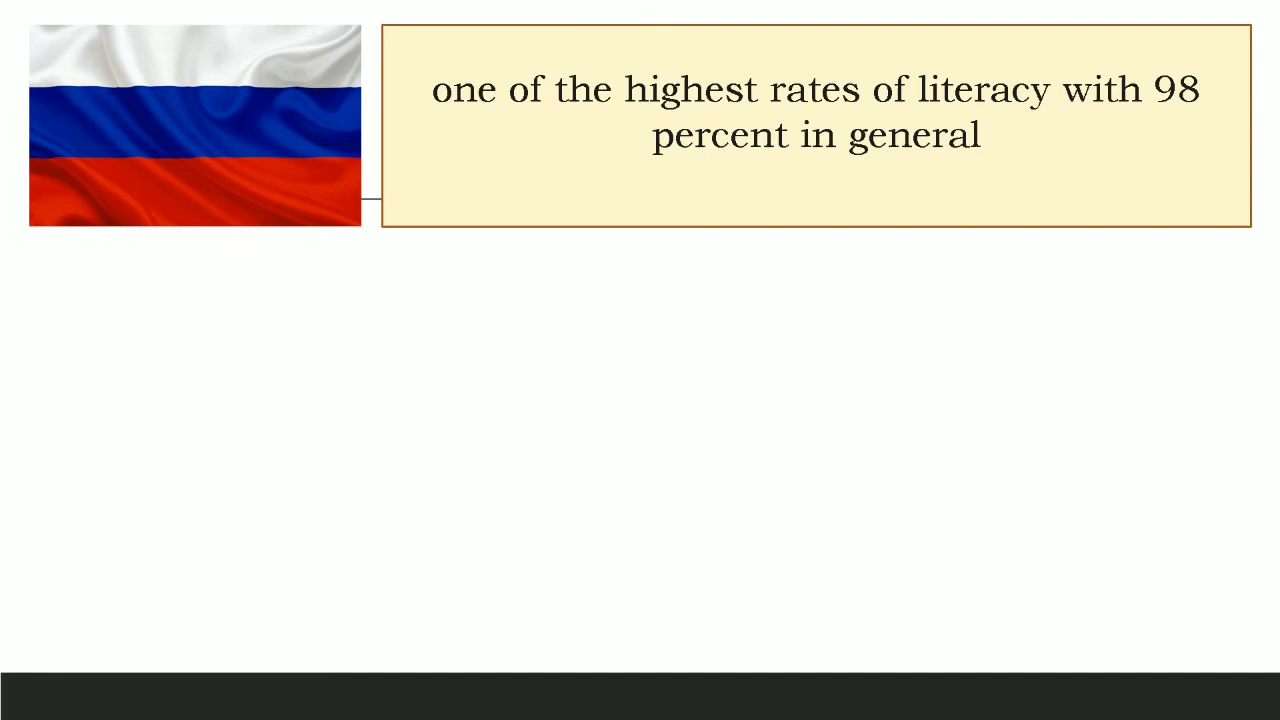 one of the highest rates of literacy with 98
percent in general